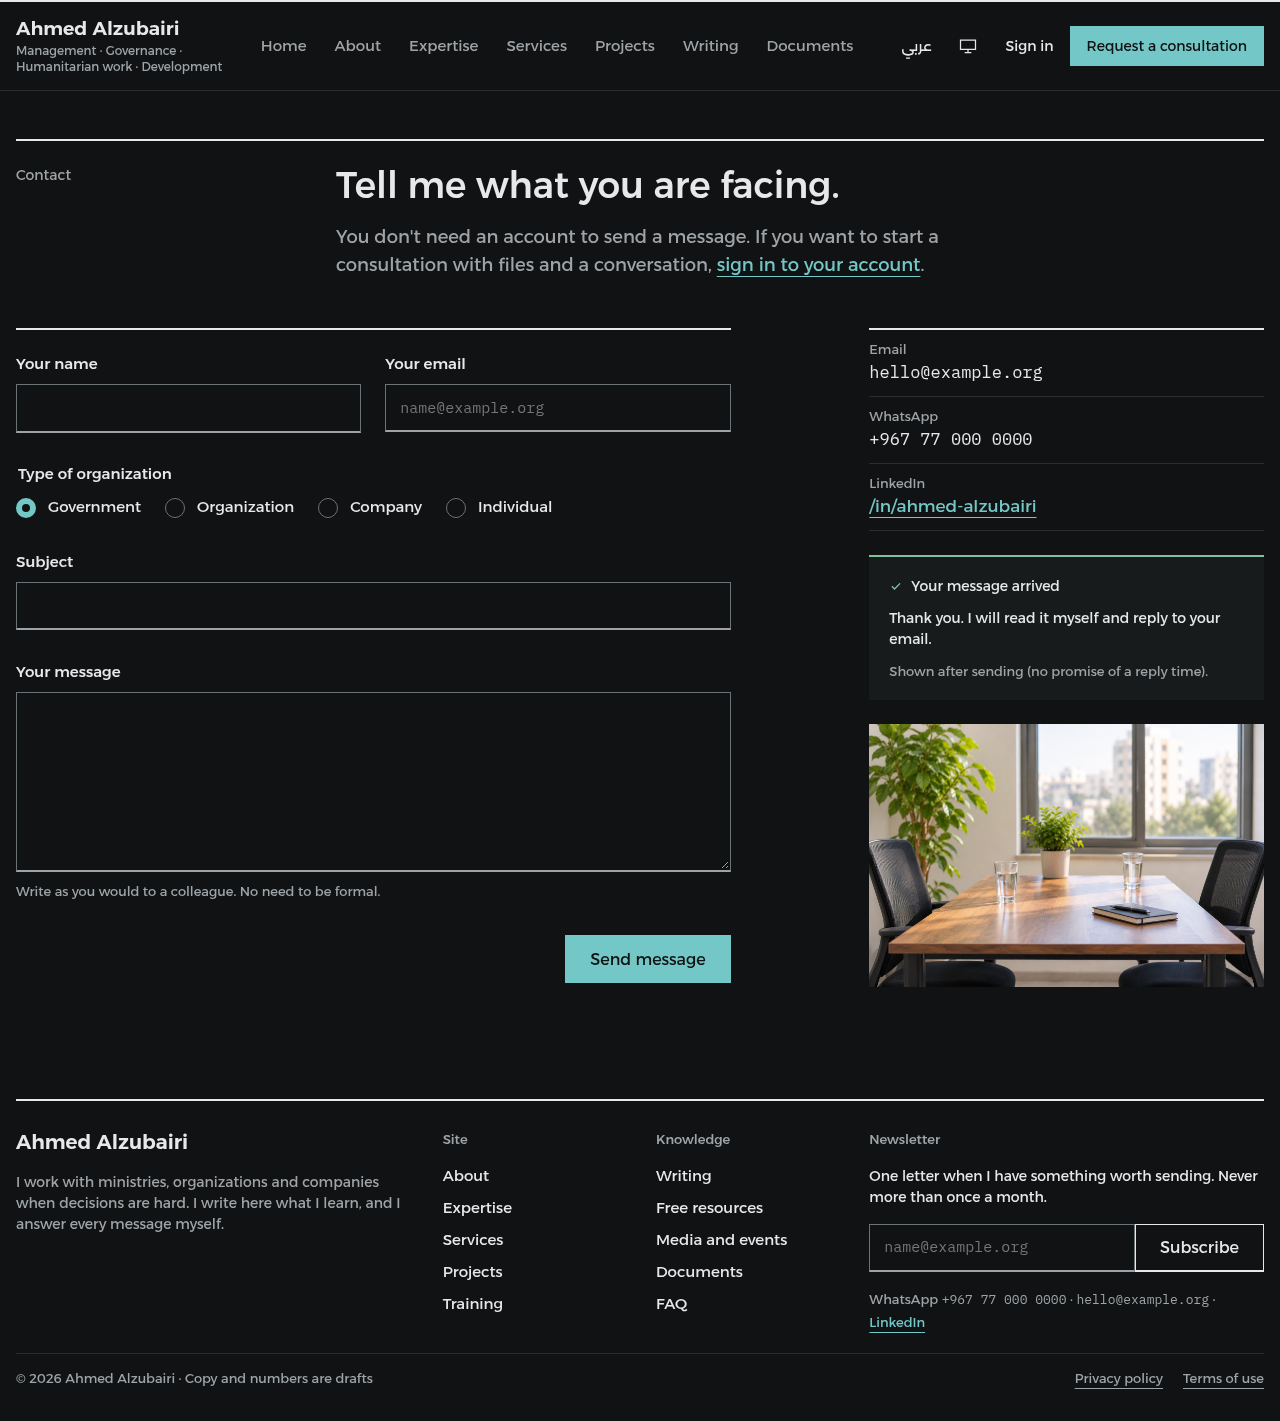 Ahmed Alzubairi
Management · Governance ·
Humanitarian work · Development
Home About Expertise Services Projects Writing Documents
عربي
Sign in
Request a consultation
Contact
Tell me what you are facing.
You don't need an account to send a message. If you want to start a
consultation with files and a conversation, sign in to your account.
Your name
Your email
name@example.org
Type of organization
Government Organization Company Individual
Subject
Your message
Write as you would to a colleague. No need to be formal.
Send message
Email
hello@example.org
WhatsApp
+967 77 000 0000
LinkedIn
/in/ahmed-alzubairi
Your message arrived
Thank you. I will read it myself and reply to your
email.
Shown after sending (no promise of a reply time).
Ahmed Alzubairi
I work with ministries, organizations and companies
when decisions are hard. I write here what I learn, and I
answer every message myself.
Site
About
Expertise
Services
Projects
Training
Knowledge
Writing
Free resources
Media and events
Documents
FAQ
Newsletter
One letter when I have something worth sending. Never
more than once a month.
name@example.org
Subscribe
WhatsApp +967 77 000 0000 · hello@example.org ·
LinkedIn
© 2026 Ahmed Alzubairi · Copy and numbers are drafts
Privacy policy Terms of use